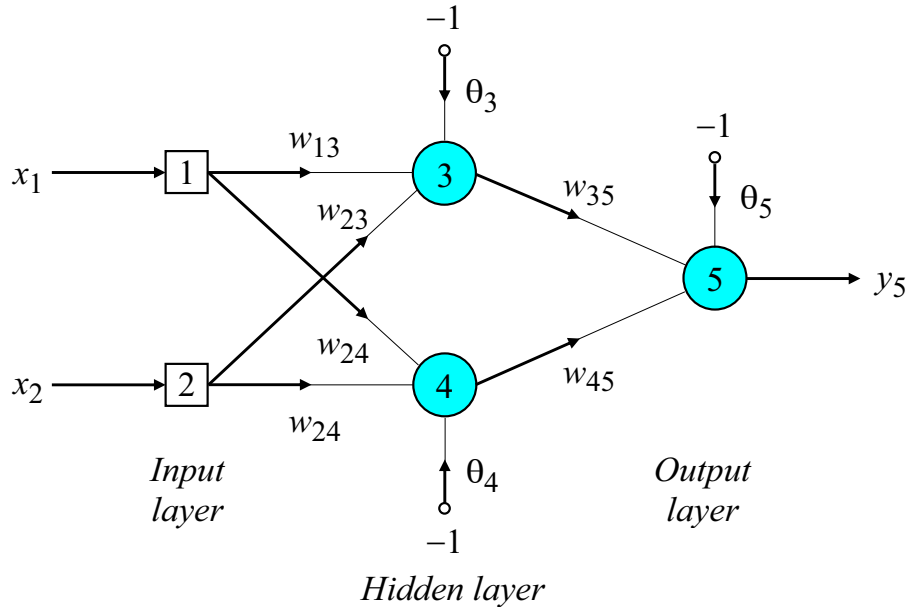 −1
θ3
w13
x1
1
3
w23
w35
−1
θ5
5
y5
w24
x2
2
4
w24
w45
θ4
−1
Input
layer
Output
layer
Hidden layer